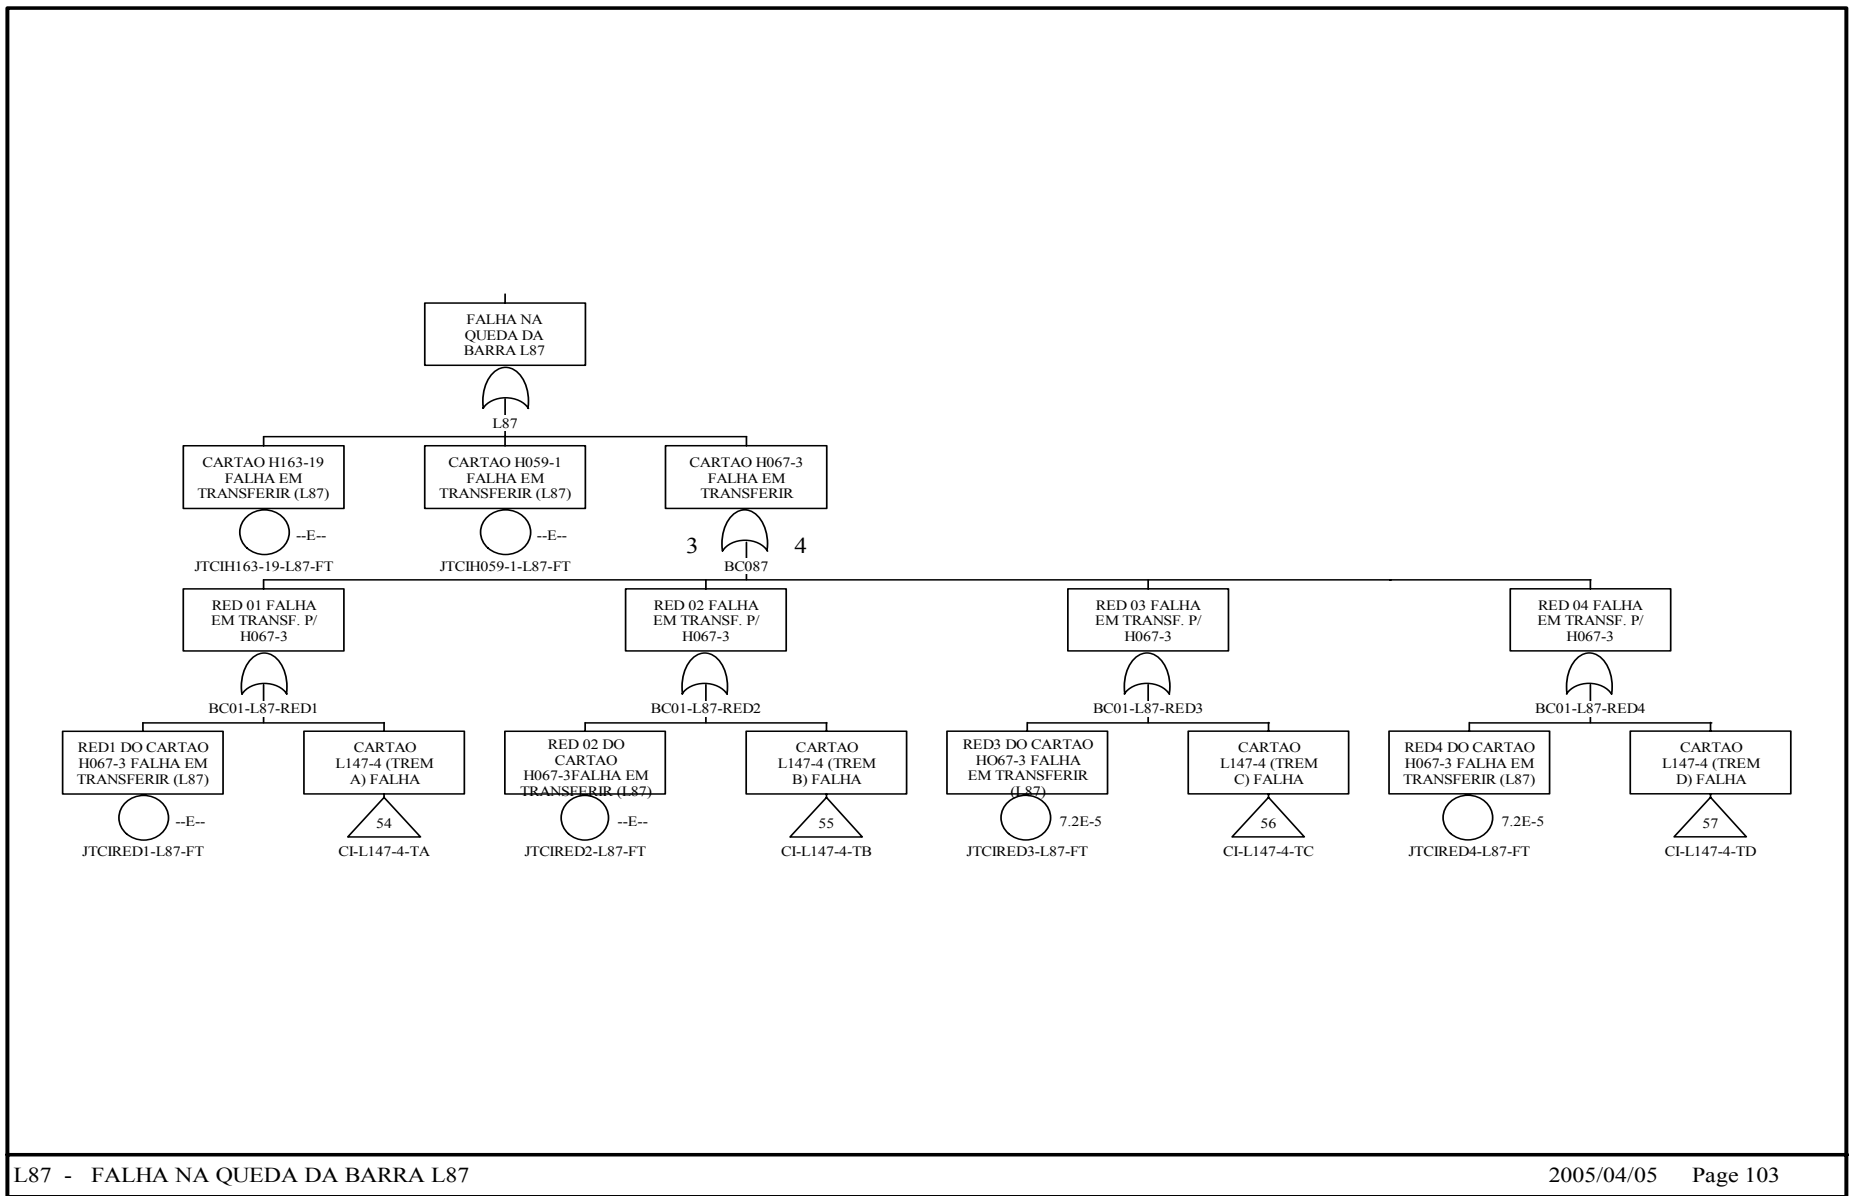 FALHA NA
QUEDA DA
BARRA L87
L87
CARTAO H163-19
FALHA EM
TRANSFERIR (L87)
--E--
JTCIH163-19-L87-FT
CARTAO H059-1
FALHA EM
TRANSFERIR (L87)
--E--
JTCIH059-1-L87-FT
CARTAO H067-3
FALHA EM
TRANSFERIR
3 4
BC087
RED 01 FALHA
EM TRANSF. P/
H067-3
BC01-L87-RED1
RED 02 FALHA
EM TRANSF. P/
H067-3
BC01-L87-RED2
RED 03 FALHA
EM TRANSF. P/
H067-3
BC01-L87-RED3
RED 04 FALHA
EM TRANSF. P/
H067-3
BC01-L87-RED4
RED1 DO CARTAO
H067-3 FALHA EM
TRANSFERIR (L87)
--E--
JTCIRED1-L87-FT
CARTAO
L147-4 (TREM
A) FALHA
54
CI-L147-4-TA
RED 02 DO
CARTAO
H067-3FALHA EM
TRANSFERIR (L87)
--E--
JTCIRED2-L87-FT
CARTAO
L147-4 (TREM
B) FALHA
55
CI-L147-4-TB
RED3 DO CARTAO
HO67-3 FALHA
EM TRANSFERIR
(L87)
7.2E-5
JTCIRED3-L87-FT
CARTAO
L147-4 (TREM
C) FALHA
56
CI-L147-4-TC
RED4 DO CARTAO
H067-3 FALHA EM
TRANSFERIR (L87)
7.2E-5
JTCIRED4-L87-FT
CARTAO
L147-4 (TREM
D) FALHA
57
CI-L147-4-TD
L87 - FALHA NA QUEDA DA BARRA L87
2005/04/05 Page 103